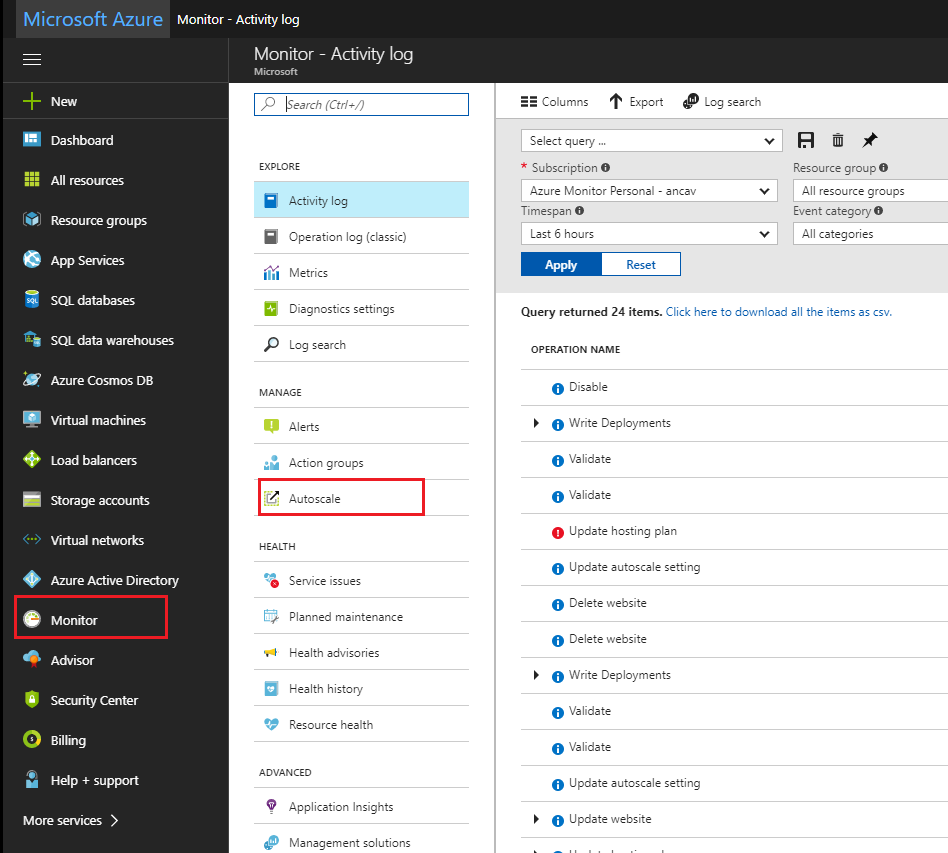 Microsoft Azure Monitor - Activity log
Monitor - Activity log
Microsoft
New
Dashboard
All resources
Resource groups
App Services
SQL databases
SQL data warehouses
Azure Cosmos DB
Virtual machines
Load balancers
Storage accounts
Virtual networks
Azure Active Directory
Monitor
Advisor
Security Center
Billing
Help + support
More services
Search (Ctrl+/)
EXPLORE
Activity log
Operation log (classic)
Metrics
Diagnostics settings
Log search
MANAGE
Alerts
Action groups
Autoscale
HEALTH
Service issues
Planned maintenance
Health advisories
Health history
Resource health
ADVANCED
Application Insights
Management solutions
Columns Export Log search
Select query ...
* Subscription Resource group
Azure Monitor Personal - ancav All resource groups
Timespan Event category
Last 6 hours All categories
Apply Reset
Query returned 24 items. Click here to download all the items as csv.
OPERATION NAME
Disable
Write Deployments
Validate
Validate
Update hosting plan
Update autoscale setting
Delete website
Delete website
Write Deployments
Validate
Validate
Update autoscale setting
Update website